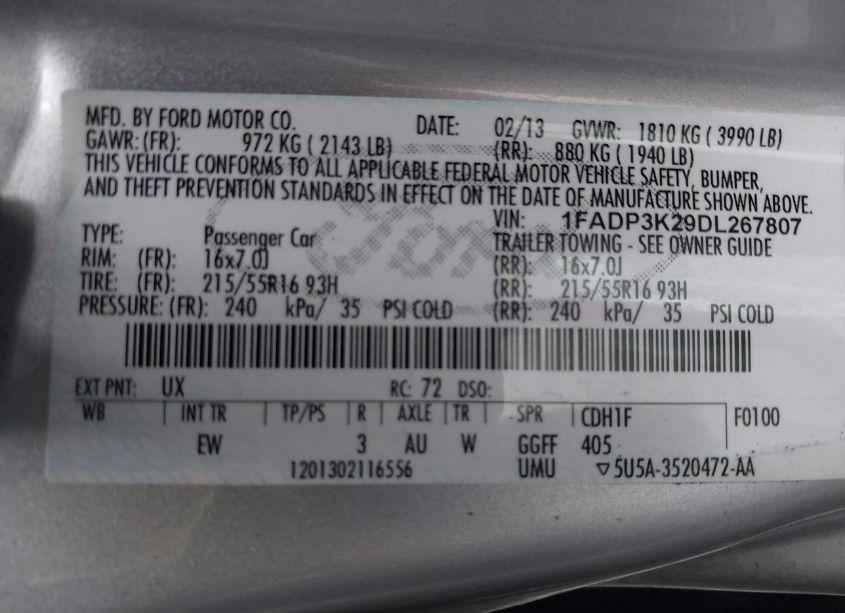 MFD. BY FORD MOTOR CO. DATE: 02/13 GVWR: 1810 KG ( 3990 LB)
GAWR: (FR): 972 KG ( 2143 LB) (RR): 880 KG ( 1940 LB)
THIS VEHICLE CONFORMS TO ALL APPLICABLE FEDERAL MOTOR VEHICLE SAFETY, BUMPER,
AND THEFT PREVENTION STANDARDS IN EFFECT ON THE DATE OF MANUFACTURE SHOWN ABOVE.
VIN: 1FADP3K29DL267807
TYPE: Passenger Car TRAILER TOWING - SEE OWNER GUIDE
RIM: (FR): 16x7.0J (RR): 16x7.0J
TIRE: (FR): 215/55R16 93H (RR): 215/55R16 93H
PRESSURE: (FR): 240 kPa/ 35 PSI COLD (RR): 240 kPa/ 35 PSI COLD
EXT PNT: UX RC: 72 DSO:
WB INT TR TP/PS R AXLE TR SPR CDH1F F0100
EW 3 AU W GGFF 405
1201302116556 UMU ▽5U5A-3520472-AA